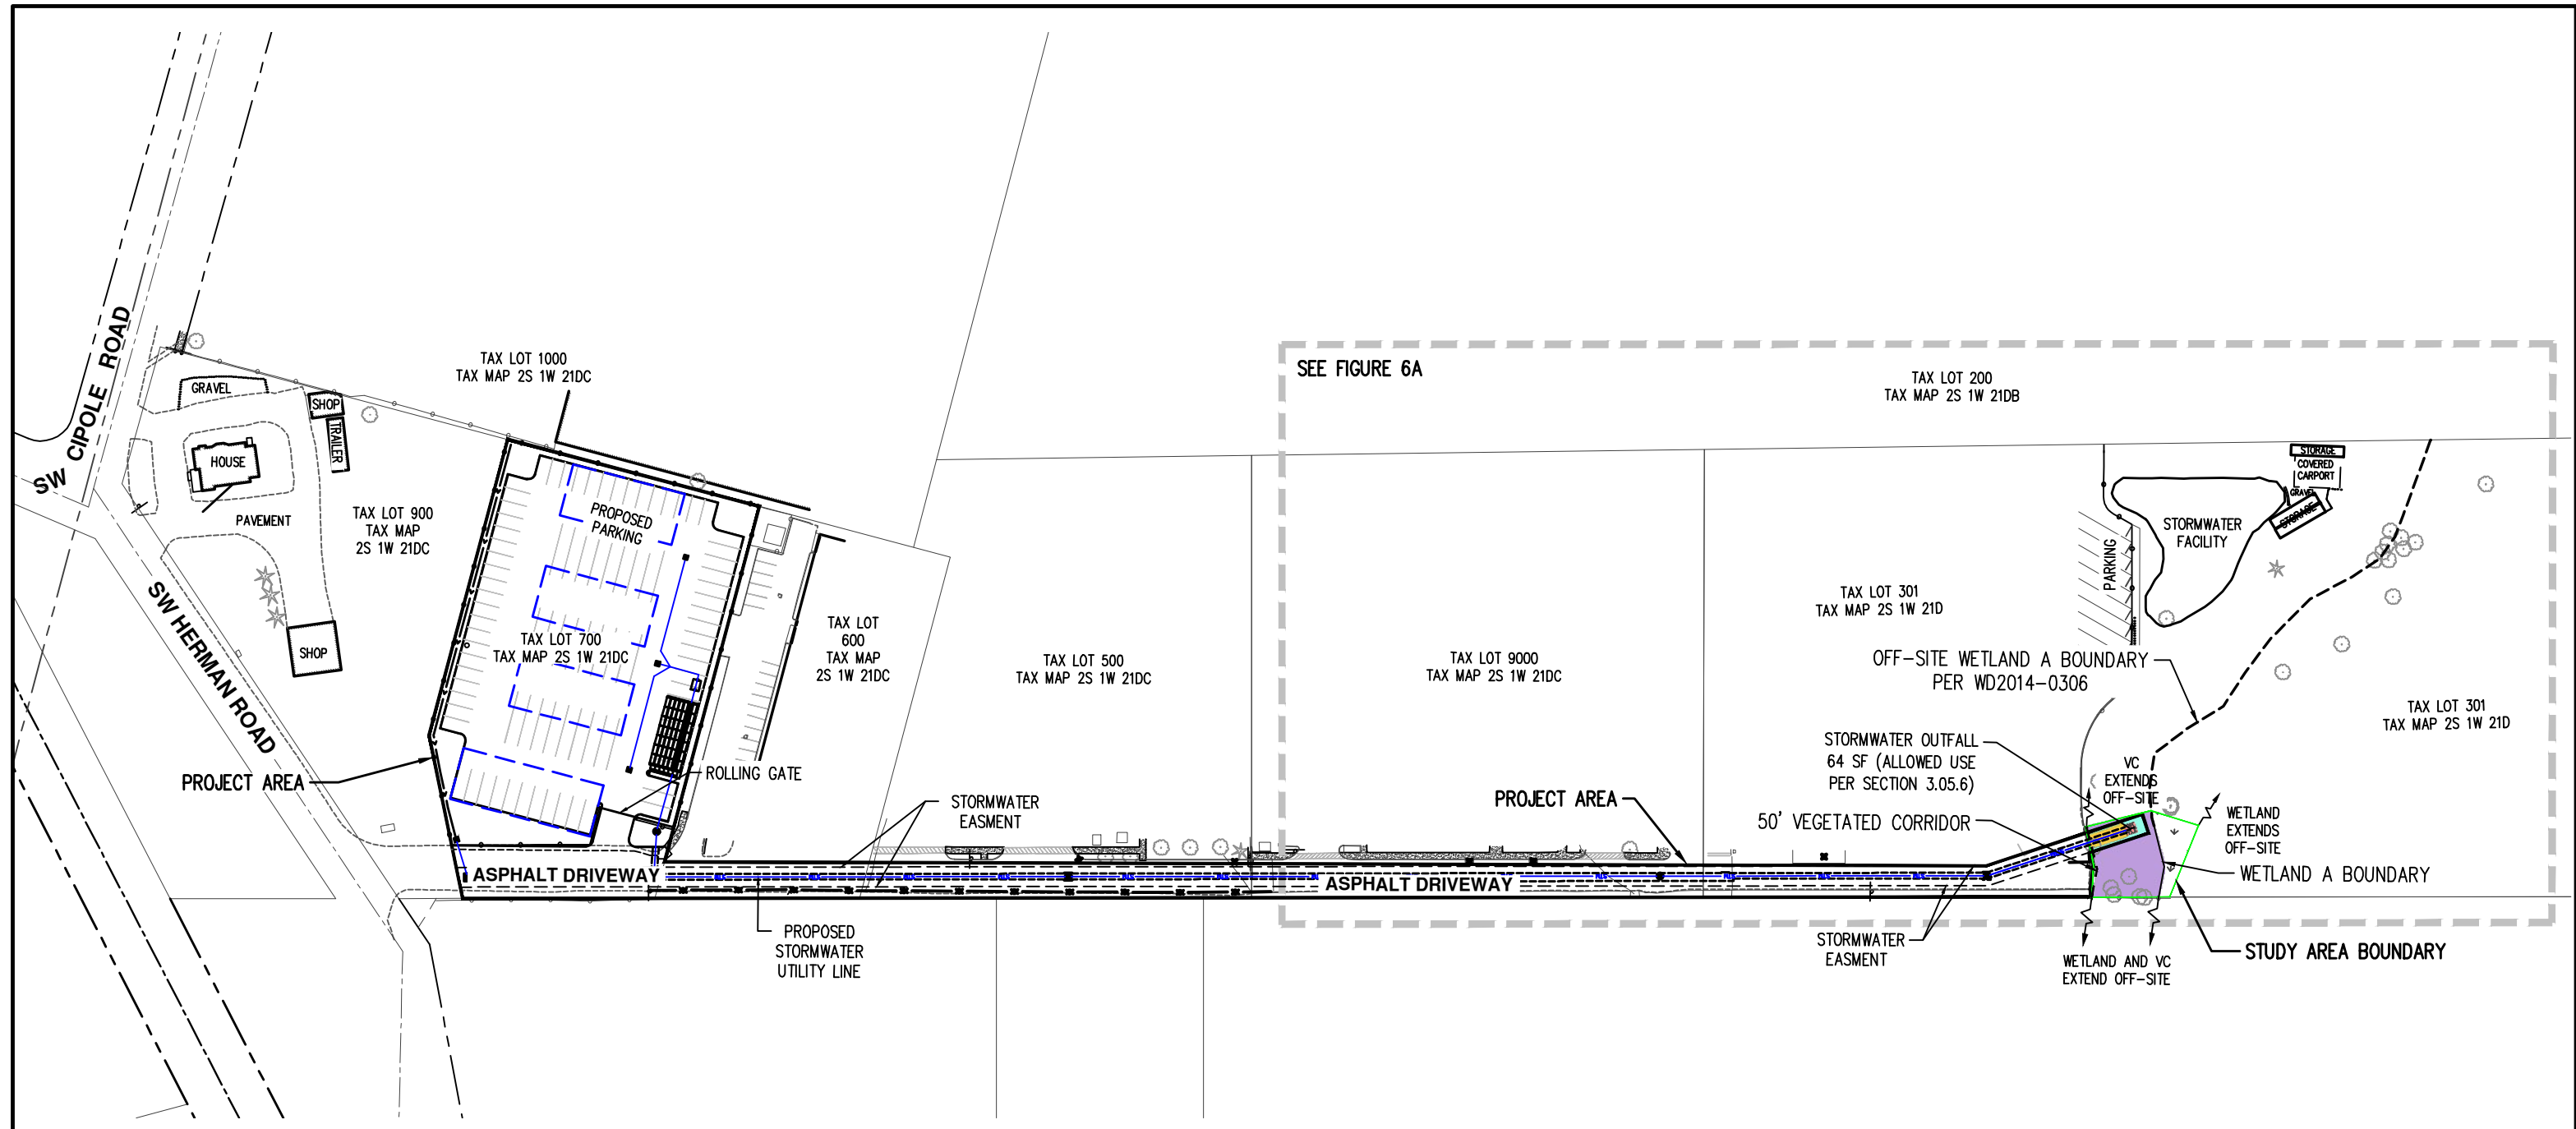 TAX LOT 1000
TAX MAP 2S 1W 21DC
SEE FIGURE 6A
TAX LOT 200
TAX MAP 2S 1W 21DB
SW CIPOLE ROAD
GRAVEL
SHOP
TRAILER
HOUSE
PAVEMENT
TAX LOT 900
TAX MAP
2S 1W 21DC
SHOP
SW HERMAN ROAD
PROPOSED
PARKING
TAX LOT 700
TAX MAP 2S 1W 21DC
TAX LOT
600
TAX MAP
2S 1W 21DC
TAX LOT 500
TAX MAP 2S 1W 21DC
TAX LOT 9000
TAX MAP 2S 1W 21DC
TAX LOT 301
TAX MAP 2S 1W 21D
PARKING
STORMWATER
FACILITY
STORAGE
COVERED
CARPORT
GRAVEL
STORAGE
OFF-SITE WETLAND A BOUNDARY
PER WD2014-0306
TAX LOT 301
TAX MAP 2S 1W 21D
STORMWATER OUTFALL
64 SF (ALLOWED USE
PER SECTION 3.05.6)
VC
EXTENDS
OFF-SITE
WETLAND
EXTENDS
OFF-SITE
50' VEGETATED CORRIDOR
WETLAND A BOUNDARY
PROJECT AREA
ROLLING GATE
STORMWATER
EASMENT
PROJECT AREA
ASPHALT DRIVEWAY
ASPHALT DRIVEWAY
PROPOSED
STORMWATER
UTILITY LINE
STORMWATER
EASMENT
WETLAND AND VC
EXTEND OFF-SITE
STUDY AREA BOUNDARY